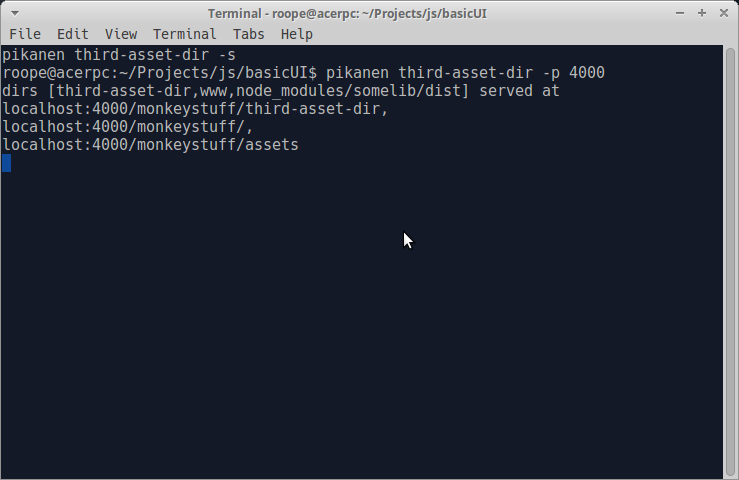 Terminal - roope@acerpc: ~/Projects/js/basicUI
File Edit View Terminal Tabs Help
pikanen third-asset-dir -s
roope@acerpc:~/Projects/js/basicUI$ pikanen third-asset-dir -p 4000
dirs [third-asset-dir,www,node_modules/somelib/dist] served at
localhost:4000/monkeystuff/third-asset-dir,
localhost:4000/monkeystuff/,
localhost:4000/monkeystuff/assets